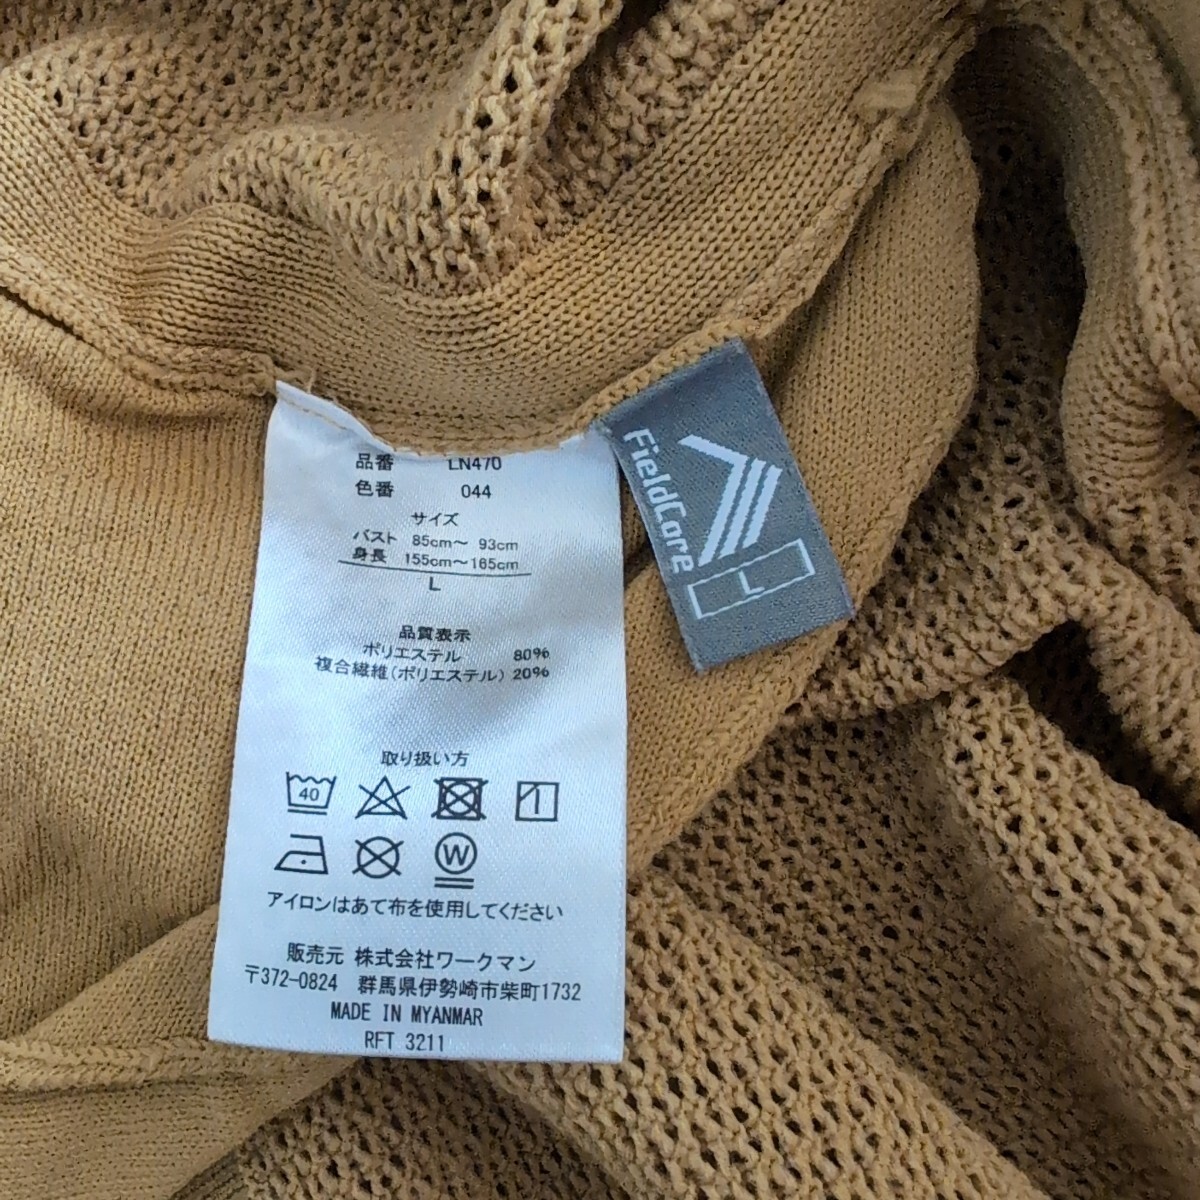 品番 LN470
色番 044
サイズ
バスト 85cm〜 93cm
身長 155cm〜165cm
L
品質表示
ポリエステル 80%
複合繊維(ポリエステル) 20%
取り扱い方
40
W
アイロンはあて布を使用してください
販売元 株式会社ワークマン
〒372-0824 群馬県伊勢崎市柴町1732
MADE IN MYANMAR
RFT 3211
FieldCore
L